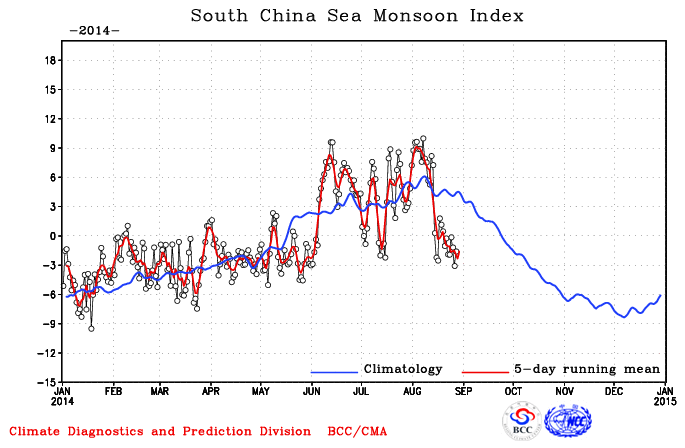 South China Sea Monsoon Index
-2014-
18
15
12
9
6
3
0
-3
-6
-9
-12
-15
Climatology 5-day running mean
JAN FEB MAR APR MAY JUN JUL AUG SEP OCT NOV DEC JAN
2014 2015
Climate Diagnostics and Prediction Division BCC/CMA
BCC NCC